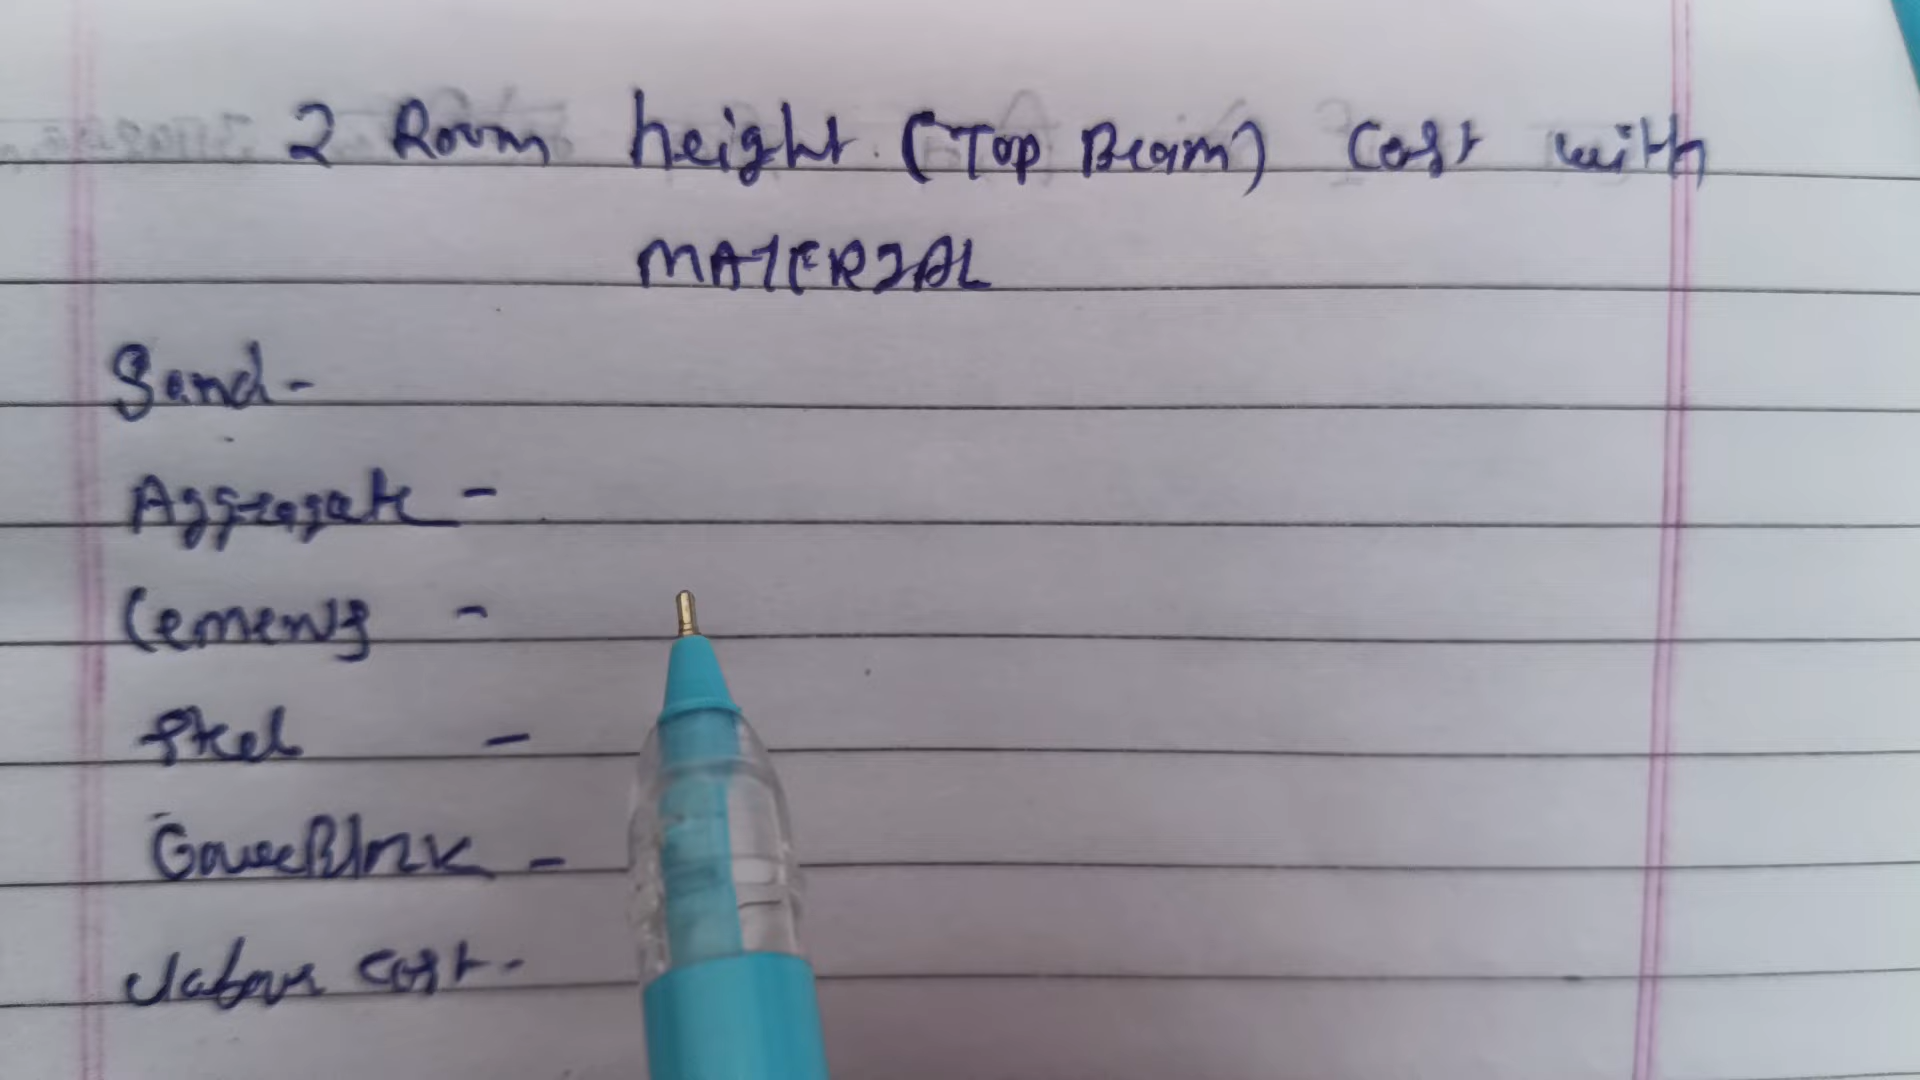 2 Room height (Top Beam) Cost with
MATERIAL
Sand -
Aggregate -
Cement -
Steel -
Cover Block -
Labour cost -